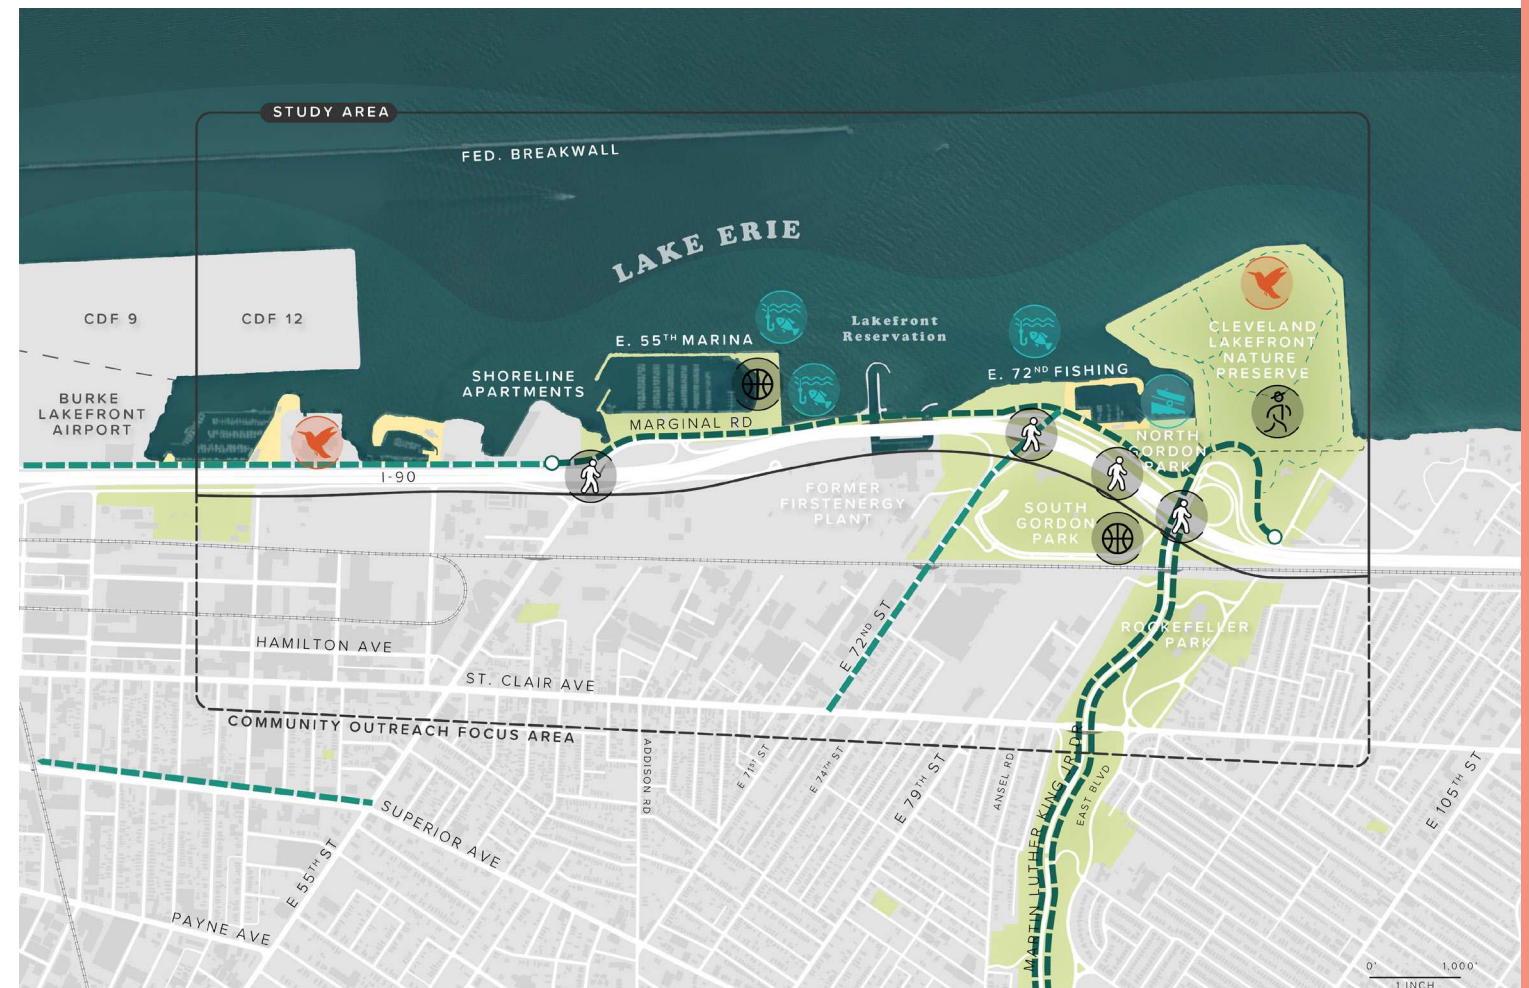 STUDY AREA
FED. BREAKWALL
LAKE ERIE
CDF 9
CDF 12
Lakefront
Reservation
E. 55TH MARINA
E. 72ND FISHING
CLEVELAND
LAKEFRONT
NATURE
PRESERVE
SHORELINE
APARTMENTS
BURKE
LAKEFRONT
AIRPORT
MARGINAL RD
NORTH
GORDON
PARK
I-90
FORMER
FIRSTENERGY
PLANT
SOUTH
GORDON
PARK
ROCKEFELLER
PARK
E 72ND ST
HAMILTON AVE
ST. CLAIR AVE
COMMUNITY OUTREACH FOCUS AREA
ADDISON RD
E 71ST ST
E 74TH ST
E 79TH ST
ANSEL RD
MARTIN LUTHER KING JR DR
EAST BLVD
E 105TH ST
SUPERIOR AVE
E 55TH ST
PAYNE AVE
0' 1,000'
1 INCH